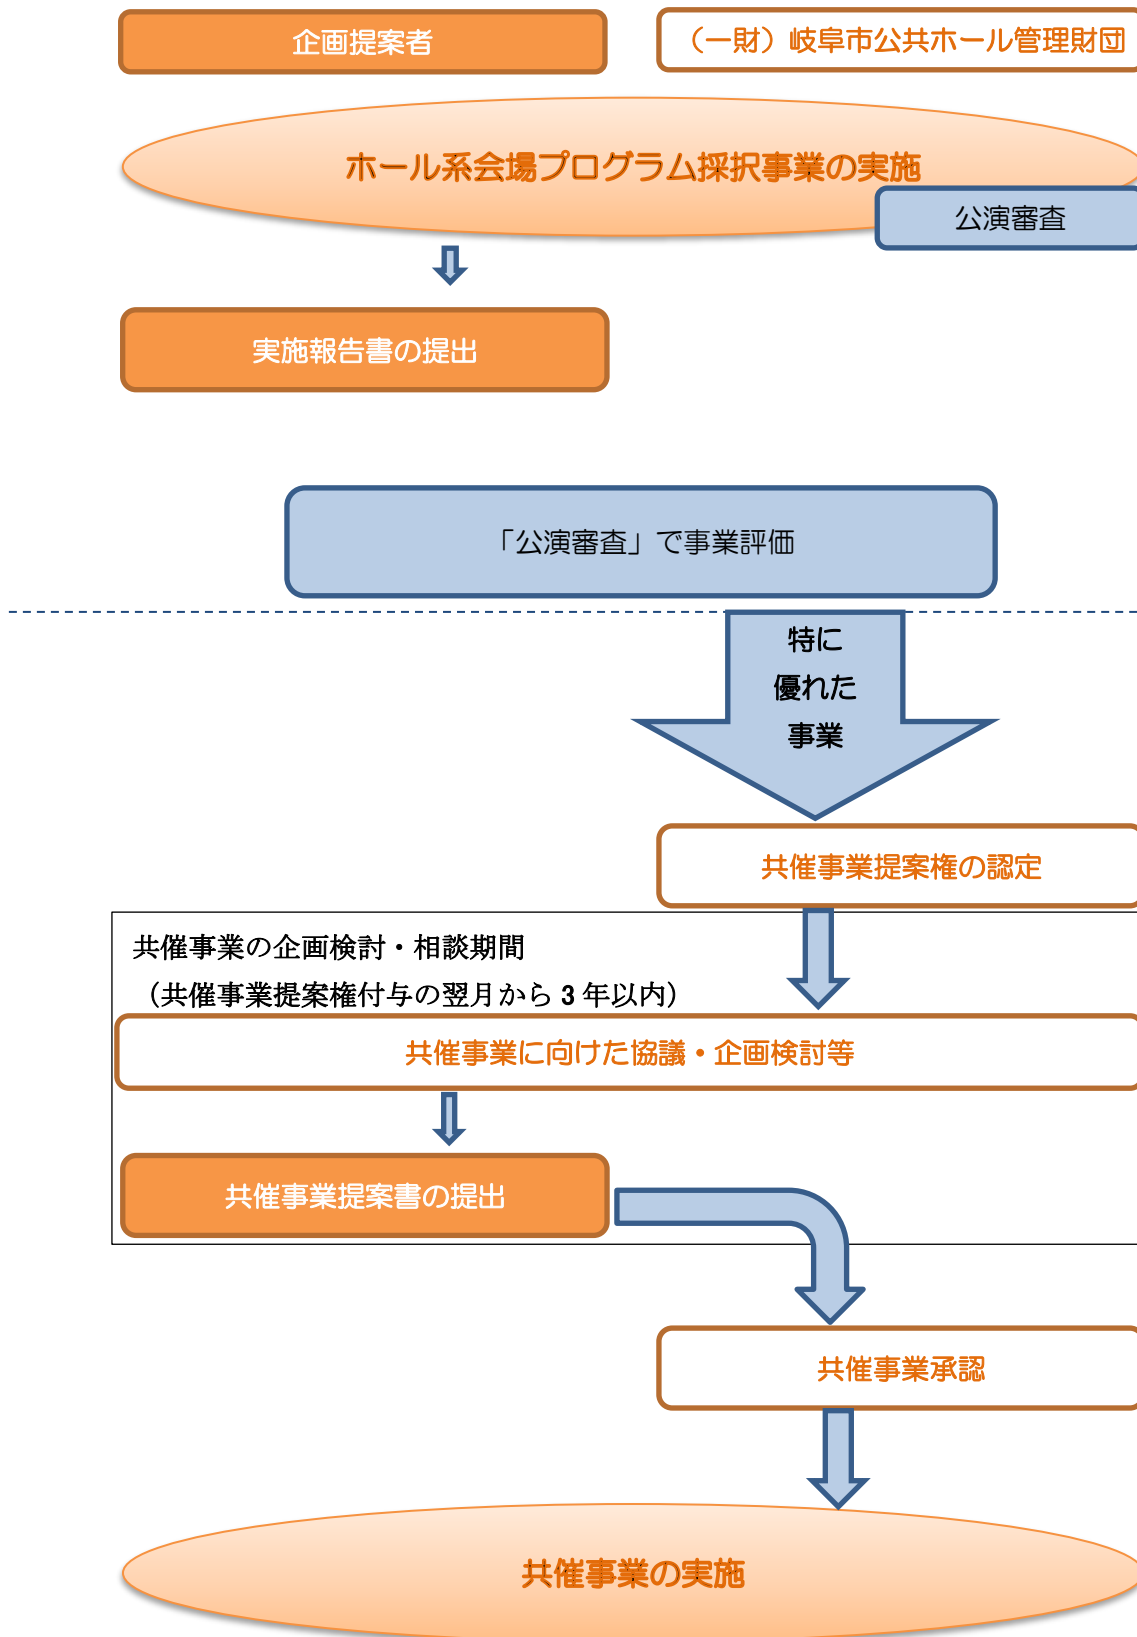 企画提案者
（一財）岐阜市公共ホール管理財団
ホール系会場プログラム採択事業の実施
公演審査
実施報告書の提出
「公演審査」で事業評価
特に
優れた
事業
共催事業提案権の認定
共催事業の企画検討・相談期間
（共催事業提案権付与の翌月から 3 年以内）
共催事業に向けた協議・企画検討等
共催事業提案書の提出
共催事業承認
共催事業の実施